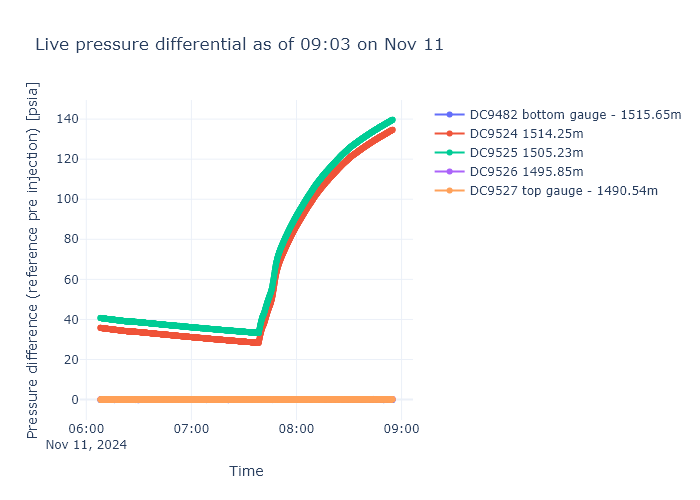 Live pressure differential as of 09:03 on Nov 11
Pressure difference (reference pre injection) [psia]
140
120
100
80
60
40
20
0
06:00
Nov 11, 2024
07:00
08:00
09:00
Time
DC9482 bottom gauge - 1515.65m
DC9524 1514.25m
DC9525 1505.23m
DC9526 1495.85m
DC9527 top gauge - 1490.54m